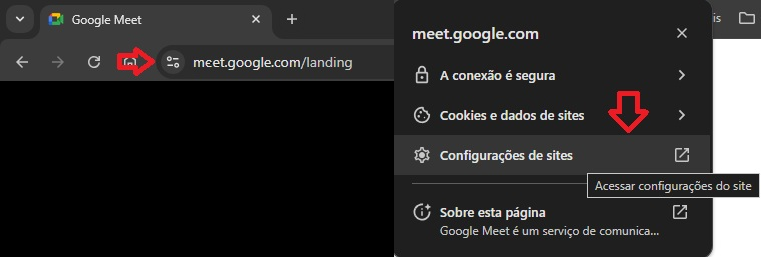 Google Meet
meet.google.com/landing
meet.google.com
A conexão é segura
Cookies e dados de sites
Configurações de sites
Acessar configurações do site
Sobre esta página
Google Meet é um serviço de comunica...
is